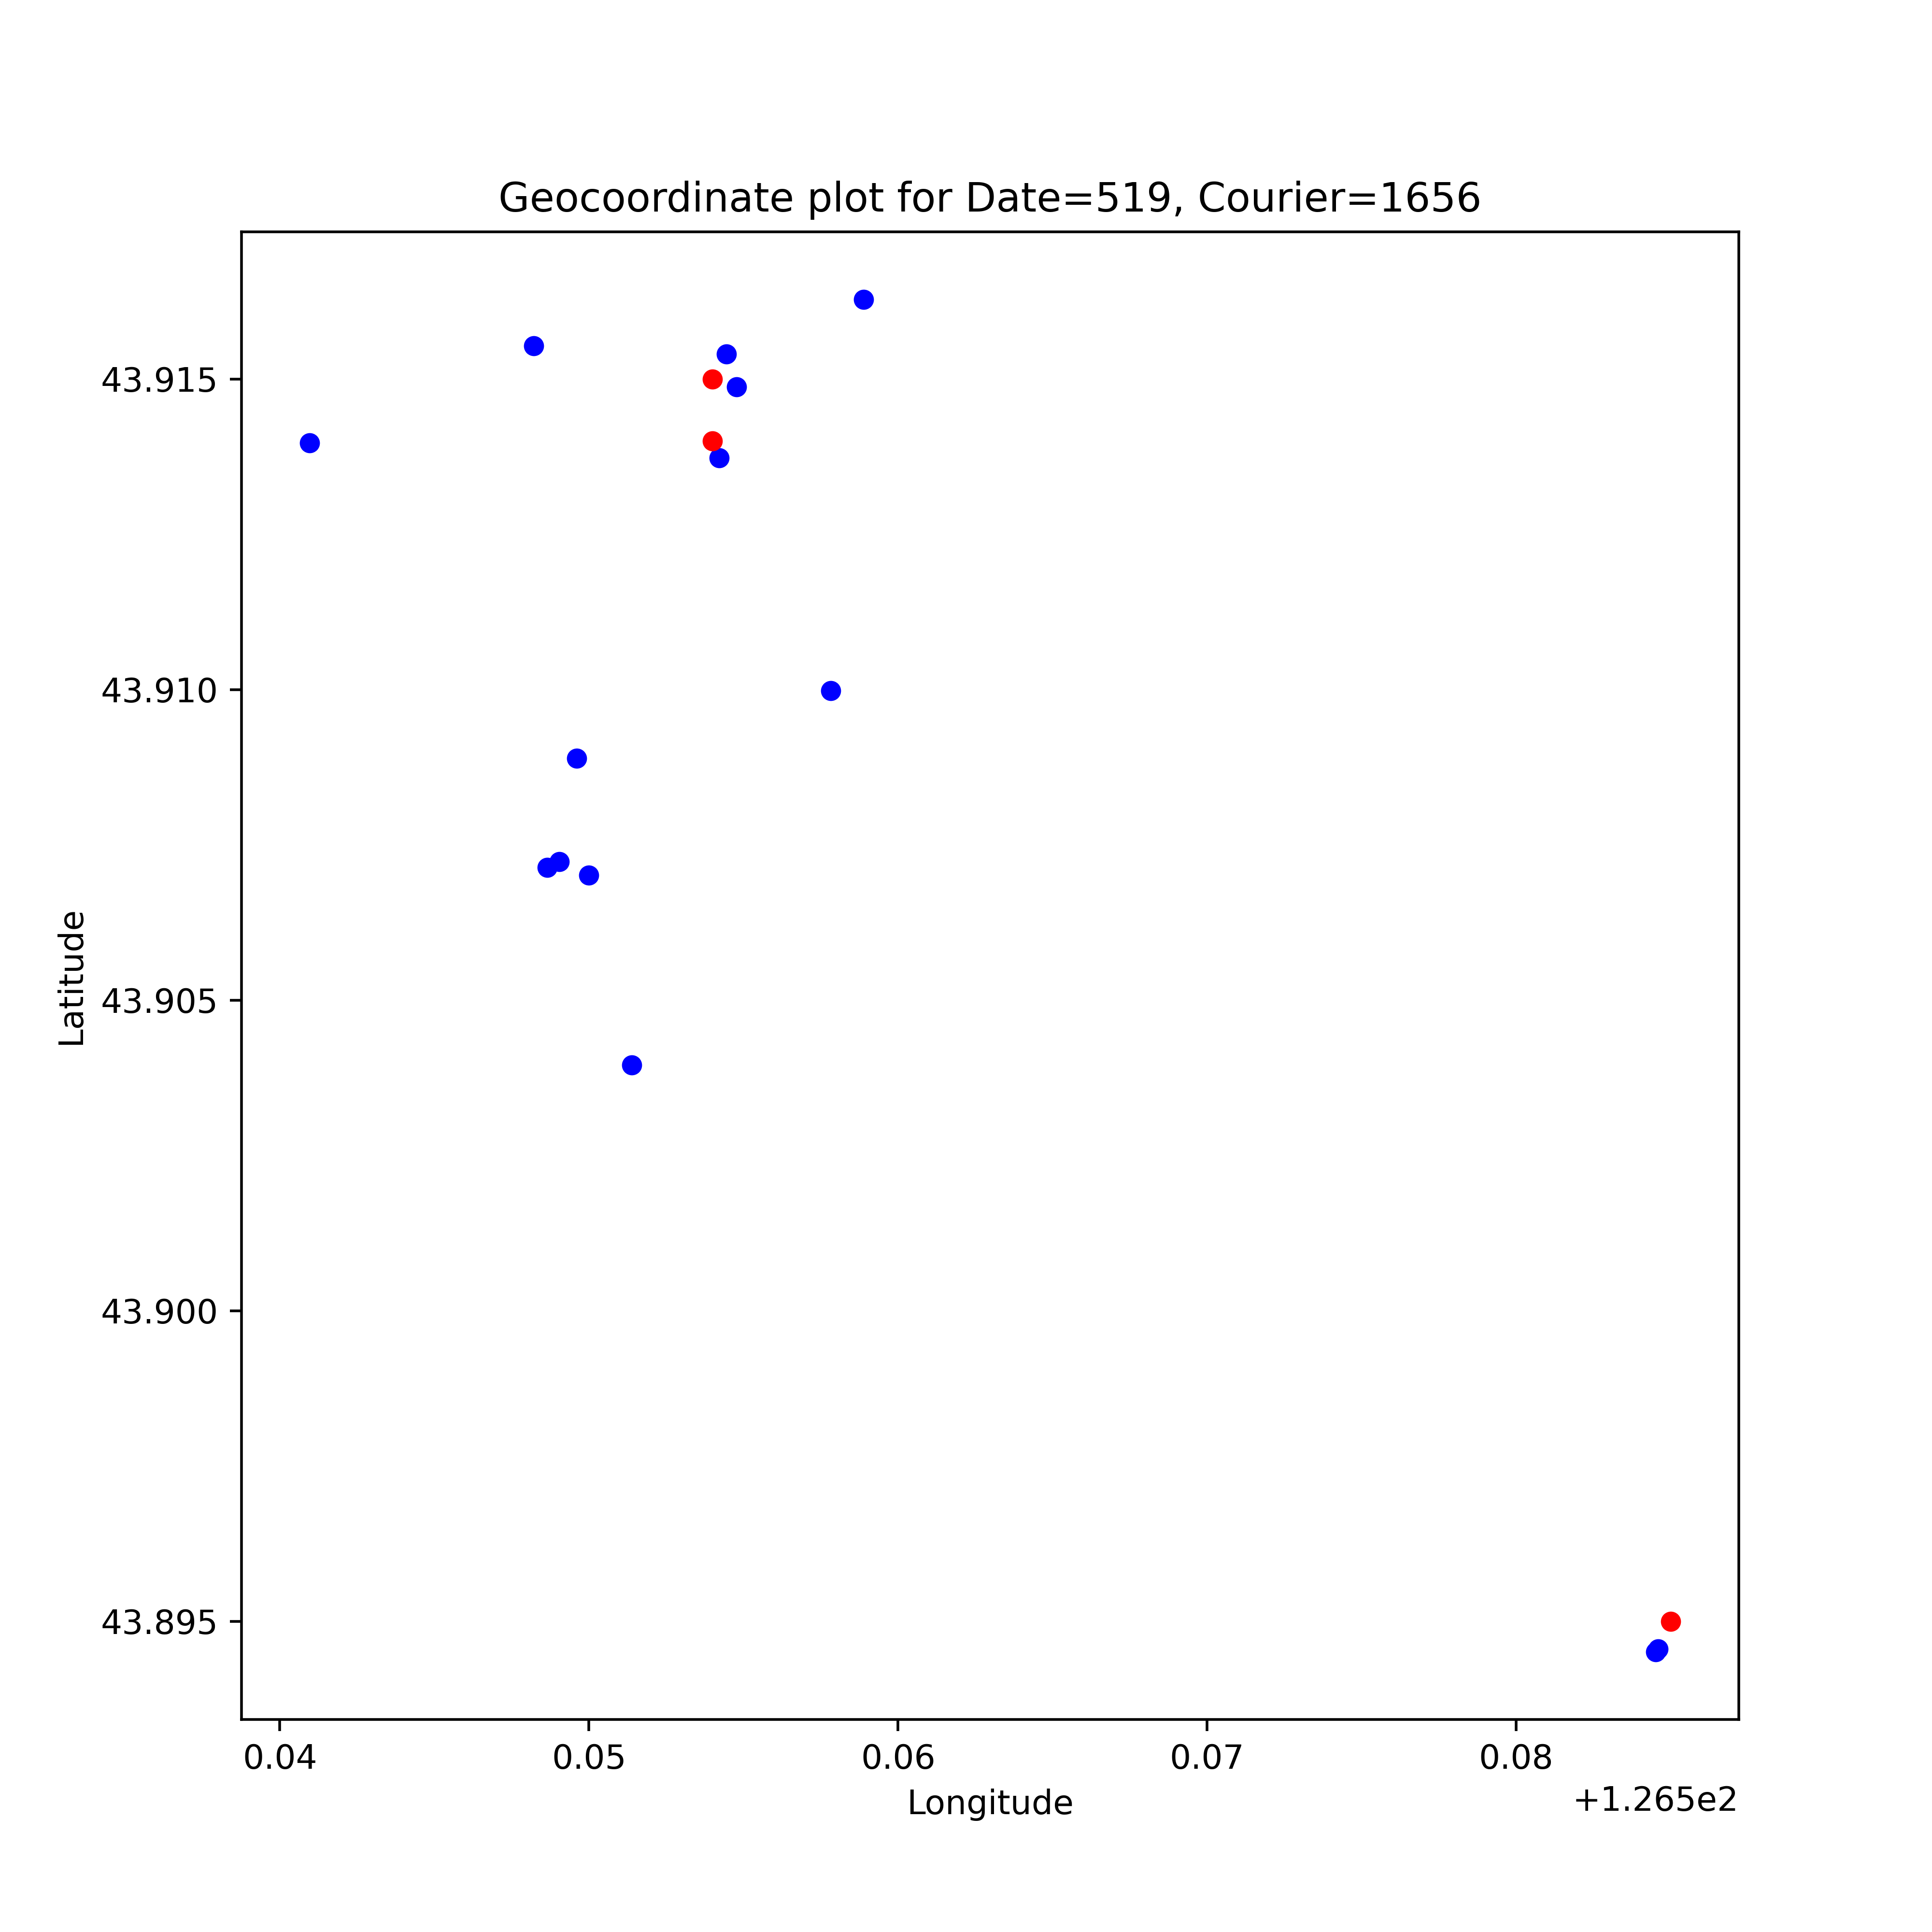 Geocoordinate plot for Date=519, Courier=1656
43.915
43.910
43.905
43.900
43.895
Latitude
0.04 0.05 0.06 0.07 0.08
+1.265e2
Longitude